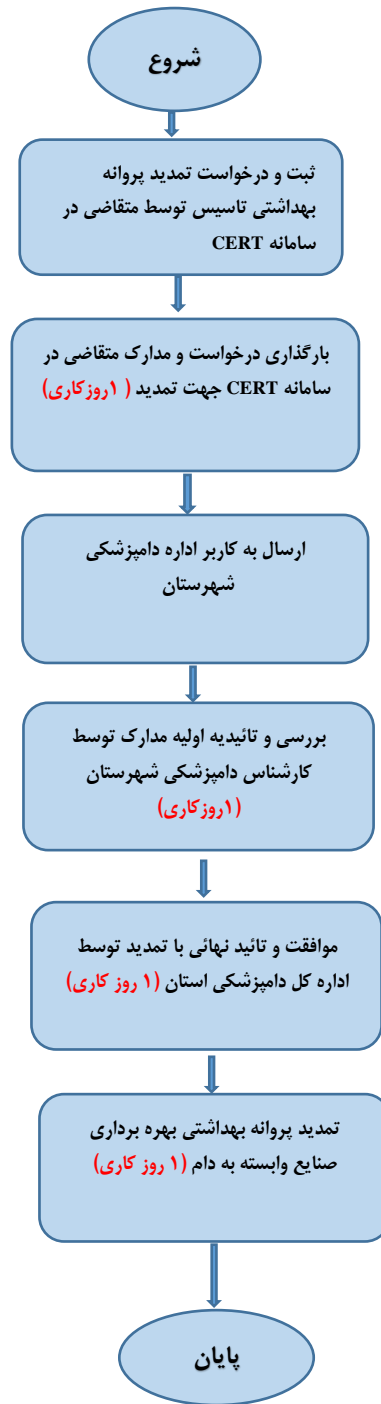 شروع
ثبت و درخواست تمدید پروانه
بهداشتی تاسیس توسط متقاضی در
سامانه CERT
بارگذاری درخواست و مدارک متقاضی در
سامانه CERT جهت تمدید ( ۱روزکاری)
ارسال به کاربر اداره دامپزشکی
شهرستان
بررسی و تائیدیه اولیه مدارک توسط
کارشناس دامپزشکی شهرستان
(۱روزکاری)
موافقت و تائید نهائی با تمدید توسط
اداره کل دامپزشکی استان (۱ روز کاری)
تمدید پروانه بهداشتی بهره برداری
صنایع وابسته به دام (۱ روز کاری)
پایان